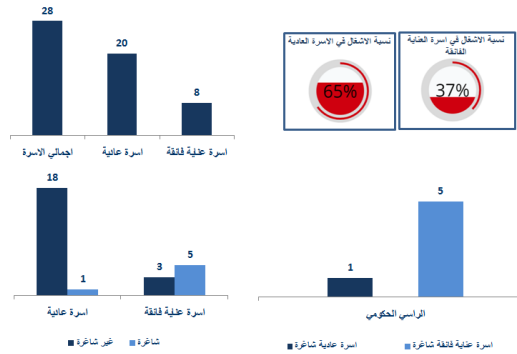 28
20
8
اجمالي الاسرة
اسرة عادية
اسرة عناية فائقة
نسبة الاشغال في الاسرة العادية
65%
نسبة الاشغال في اسرة العناية
الفائقة
37%
18
1
3
5
اسرة عادية
اسرة عناية فائقة
غير شاغرة
شاغرة
1
5
الراسي الحكومي
اسرة عادية شاغرة
اسرة عناية فائقة شاغرة